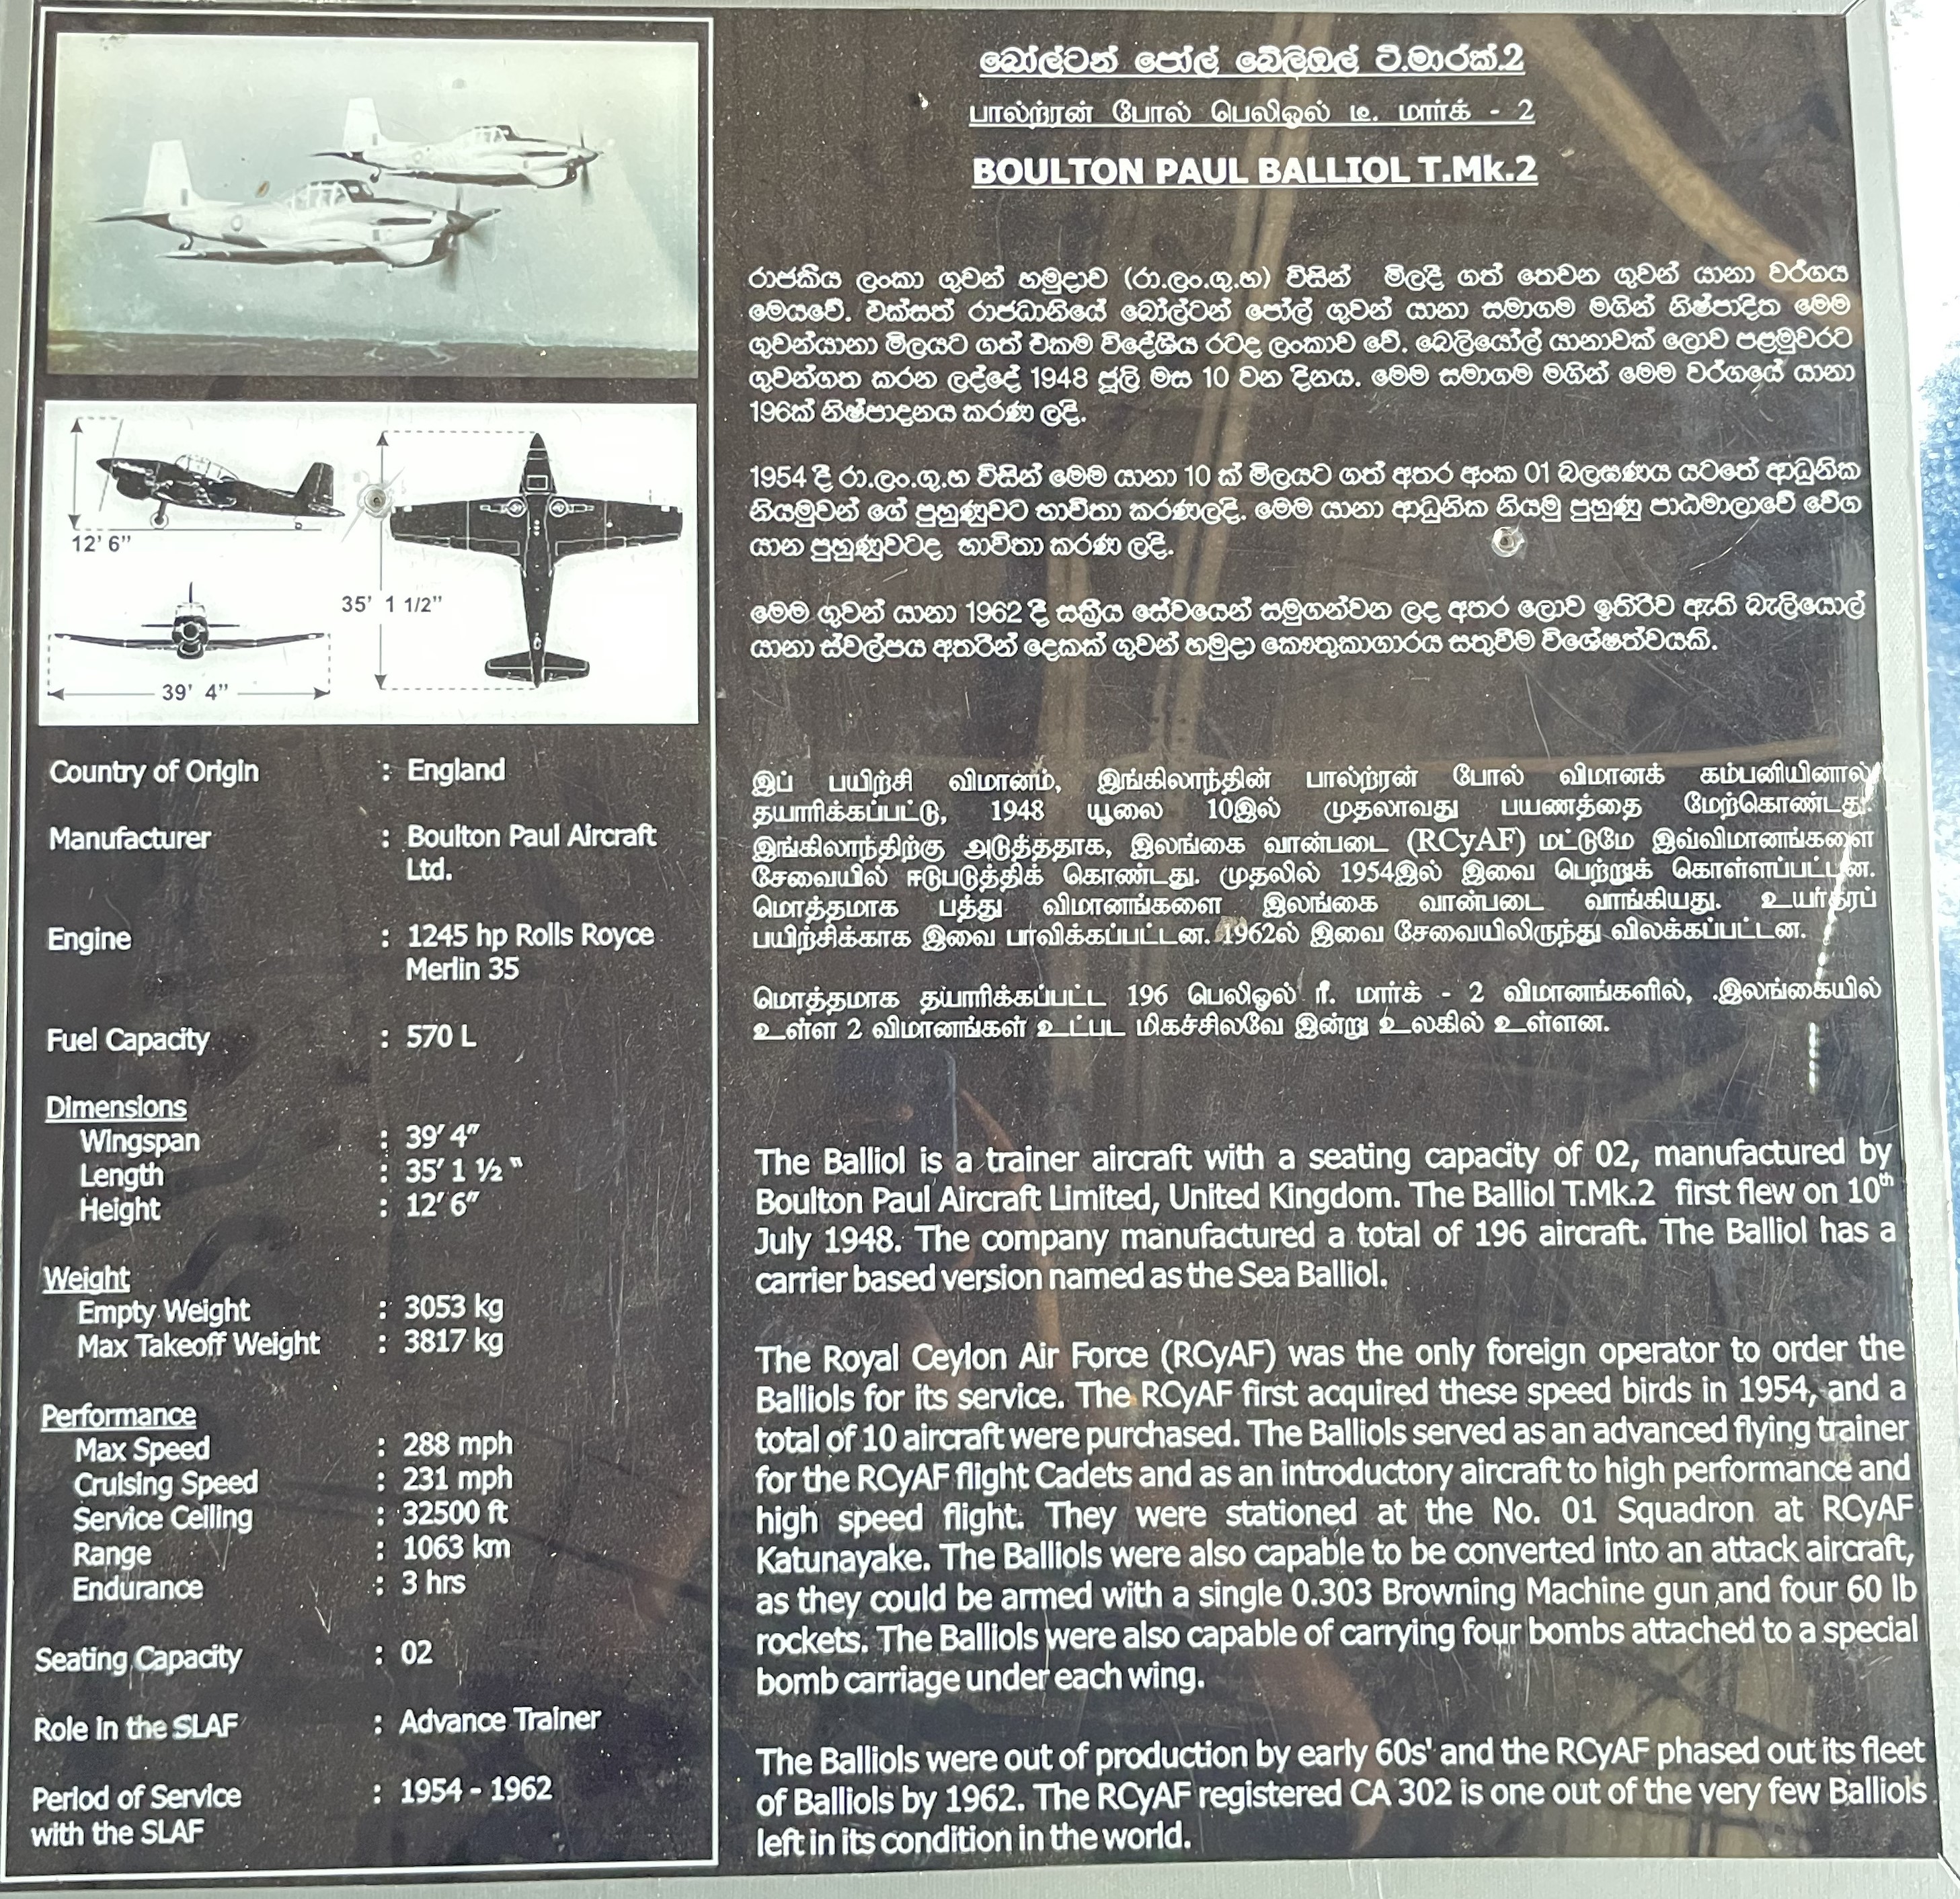 12' 6"
35' 1 1/2"
39' 4"
Country of Origin : England
Manufacturer : Boulton Paul Aircraft
Ltd.
Engine : 1245 hp Rolls Royce
Merlin 35
Fuel Capacity : 570 L
Dimensions
Wingspan : 39' 4"
Length : 35' 1 ½ "
Height : 12' 6"
Weight
Empty Weight : 3053 kg
Max Takeoff Weight : 3817 kg
Performance
Max Speed : 288 mph
Cruising Speed : 231 mph
Service Ceiling : 32500 ft
Range : 1063 km
Endurance : 3 hrs
Seating Capacity : 02
Role in the SLAF : Advance Trainer
Period of Service : 1954 - 1962
with the SLAF
බෝල්ටන් පෝල් බේලිඔල් ටි.මාරක්.2
பால்ற்ரன் போல் பெலிஓல் டீ. மார்க் - 2
BOULTON PAUL BALLIOL T.Mk.2
රාජකීය ලංකා ගුවන් හමුදාව (රා.ලං.ගු.හ) විසින් මිලදී ගත් තෙවන ගුවන් යානා වර්ගය
මෙයවේ. එක්සත් රාජධානියේ බෝල්ටන් පෝල් ගුවන් යානා සමාගම මගින් නිෂ්පාදිත මෙම
ගුවන්යානා මිලයට ගත් එකම විදේශීය රටද ලංකාව වේ. බෙලියෝල් යානාවක් ලොව පළමුවරට
ගුවන්ගත කරන ලද්දේ 1948 ජූලි මස 10 වන දිනය. මෙම සමාගම මගින් මෙම වර්ගයේ යානා
196ක් නිෂ්පාදනය කරණ ලදි.
1954 දී රා.ලං.ගු.හ විසින් මෙම යානා 10 ක් මිලයට ගත් අතර අංක 01 බලඝණය යටතේ ආධුනික
නියමුවන් ගේ පුහුණුවට භාවිතා කරණලදි. මෙම යානා ආධුනික නියමු පුහුණු පාඨමාලාවේ වේග
යාන පුහුණුවටද භාවිතා කරණ ලදි.
මෙම ගුවන් යානා 1962 දී සක්‍රීය සේවයෙන් සමුගන්වන ලද අතර ලොව ඉතිරිව ඇති බැලියොල්
යානා ස්වල්පය අතරින් දෙකක් ගුවන් හමුදා කෞතුකාගාරය සතුවීම විශේෂත්වයකි.
இப் பயிற்சி விமானம், இங்கிலாந்தின் பால்ற்ரன் போல் விமானக் கம்பனியினால்
தயாரிக்கப்பட்டு, 1948 யூலை 10இல் முதலாவது பயணத்தை மேற்கொண்டது.
இங்கிலாந்திற்கு அடுத்ததாக, இலங்கை வான்படை (RCyAF) மட்டுமே இவ்விமானங்களை
சேவையில் ஈடுபடுத்திக் கொண்டது. முதலில் 1954இல் இவை பெற்றுக் கொள்ளப்பட்டன.
மொத்தமாக பத்து விமானங்களை இலங்கை வான்படை வாங்கியது. உயர்தரப்
பயிற்சிக்காக இவை பாவிக்கப்பட்டன. 1962ல் இவை சேவையிலிருந்து விலக்கப்பட்டன.
மொத்தமாக தயாரிக்கப்பட்ட 196 பெலிஓல் ரீ. மார்க் - 2 விமானங்களில், இலங்கையில்
உள்ள 2 விமானங்கள் உட்பட மிகச்சிலவே இன்று உலகில் உள்ளன.
The Balliol is a trainer aircraft with a seating capacity of 02, manufactured by
Boulton Paul Aircraft Limited, United Kingdom. The Balliol T.Mk.2 first flew on 10th
July 1948. The company manufactured a total of 196 aircraft. The Balliol has a
carrier based version named as the Sea Balliol.
The Royal Ceylon Air Force (RCyAF) was the only foreign operator to order the
Balliols for its service. The RCyAF first acquired these speed birds in 1954, and a
total of 10 aircraft were purchased. The Balliols served as an advanced flying trainer
for the RCyAF flight Cadets and as an introductory aircraft to high performance and
high speed flight. They were stationed at the No. 01 Squadron at RCyAF
Katunayake. The Balliols were also capable to be converted into an attack aircraft,
as they could be armed with a single 0.303 Browning Machine gun and four 60 lb
rockets. The Balliols were also capable of carrying four bombs attached to a special
bomb carriage under each wing.
The Balliols were out of production by early 60s' and the RCyAF phased out its fleet
of Balliols by 1962. The RCyAF registered CA 302 is one out of the very few Balliols
left in its condition in the world.